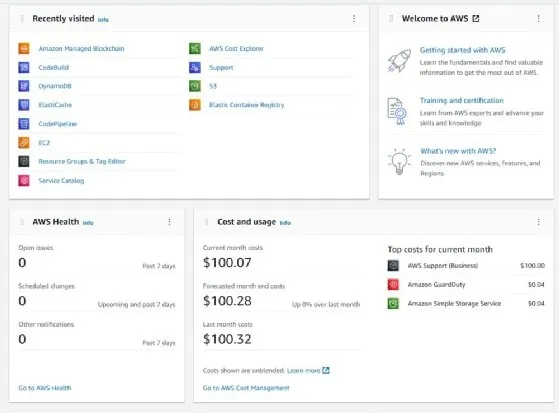 Recently visited Info
Amazon Managed Blockchain
CodeBuild
DynamoDB
ElastiCache
CodePipeline
EC2
Resource Groups & Tag Editor
Service Catalog
AWS Cost Explorer
Support
S3
Elastic Container Registry
Welcome to AWS
Getting started with AWS
Learn the fundamentals and find valuable
information to get the most out of AWS.
Training and certification
Learn from AWS experts and advance your
skills and knowledge.
What's new with AWS?
Discover new AWS services, features, and
Regions.
AWS Health Info
Open issues
0 Past 7 days
Scheduled changes
0 Upcoming and past 7 days
Other notifications
0 Past 7 days
Go to AWS Health
Cost and usage Info
Current month costs
$100.07
Forecasted month end costs
$100.28 Up 0% over last month
Last month costs
$100.32
Costs shown are unblended. Learn more
Go to AWS Cost Management
Top costs for current month
AWS Support (Business) $100.00
Amazon GuardDuty $0.04
Amazon Simple Storage Service $0.04